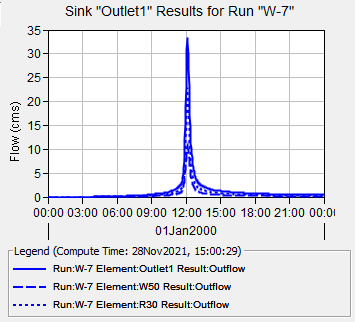 Sink "Outlet1" Results for Run "W-7"
35
30
25
20
15
10
5
0
Flow (cms)
00:00 03:00 06:00 09:00 12:00 15:00 18:00 21:00 00:0
01Jan2000
Legend (Compute Time: 28Nov2021, 15:00:29)
Run:W-7 Element:Outlet1 Result:Outflow
Run:W-7 Element:W50 Result:Outflow
Run:W-7 Element:R30 Result:Outflow